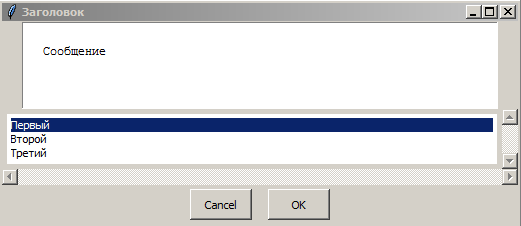 Заголовок
Сообщение
Первый
Второй
Третий
Cancel OK